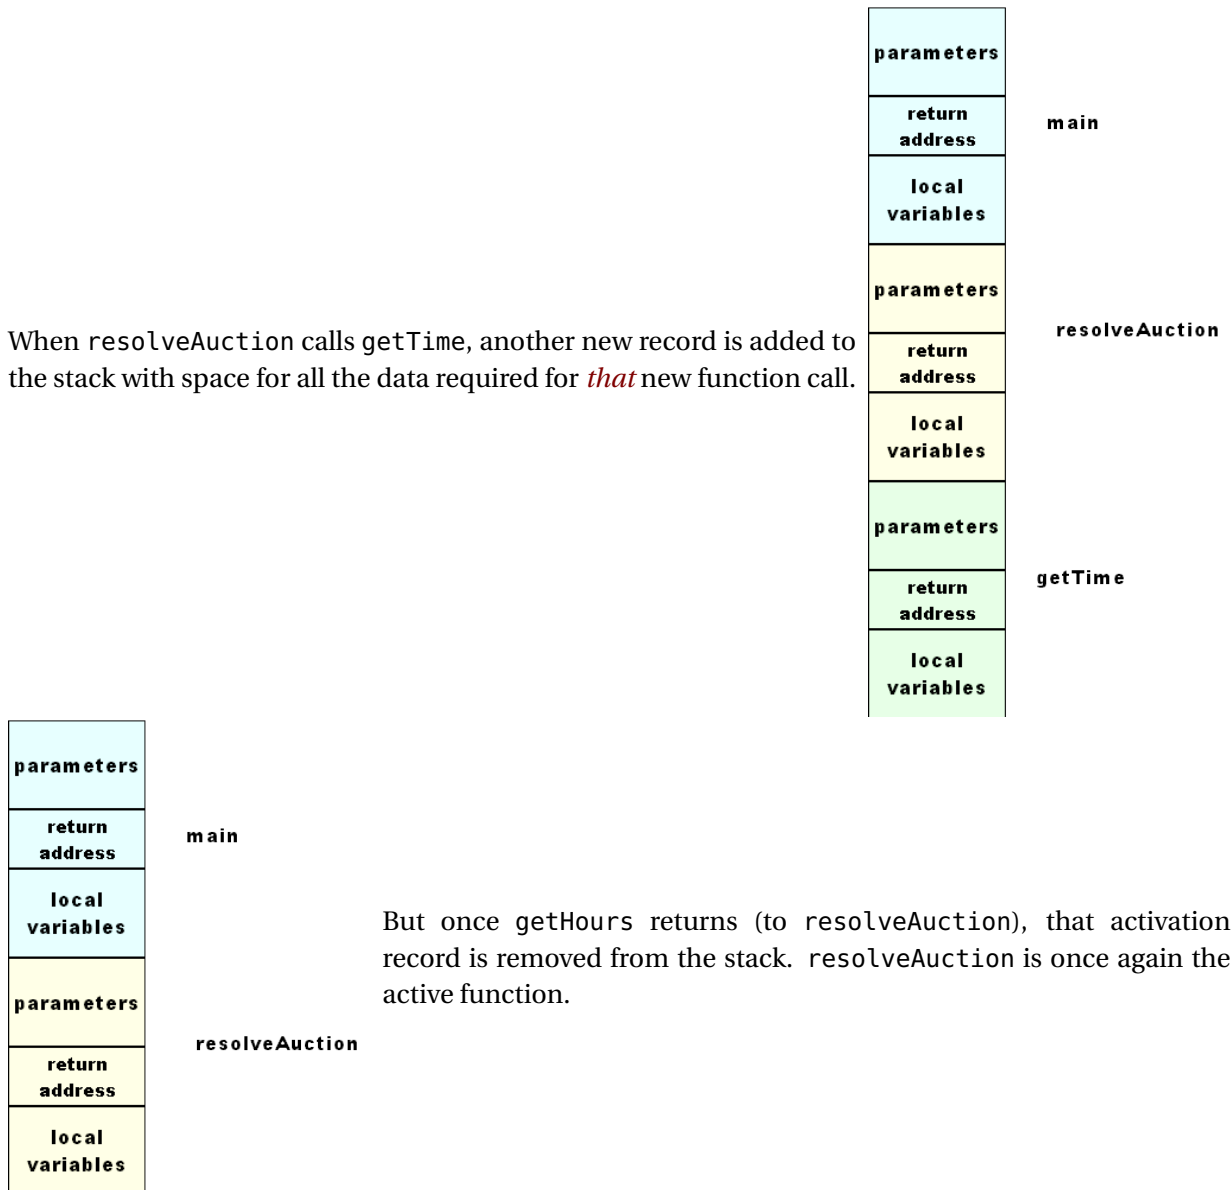 parameters
return
address
main
local
variables
parameters
resolveAuction
return
address
local
variables
parameters
getTime
return
address
local
variables
When resolveAuction calls getTime, another new record is added to
the stack with space for all the data required for that new function call.
parameters
return
address
main
local
variables
parameters
resolveAuction
return
address
local
variables
But once getHours returns (to resolveAuction), that activation
record is removed from the stack. resolveAuction is once again the
active function.